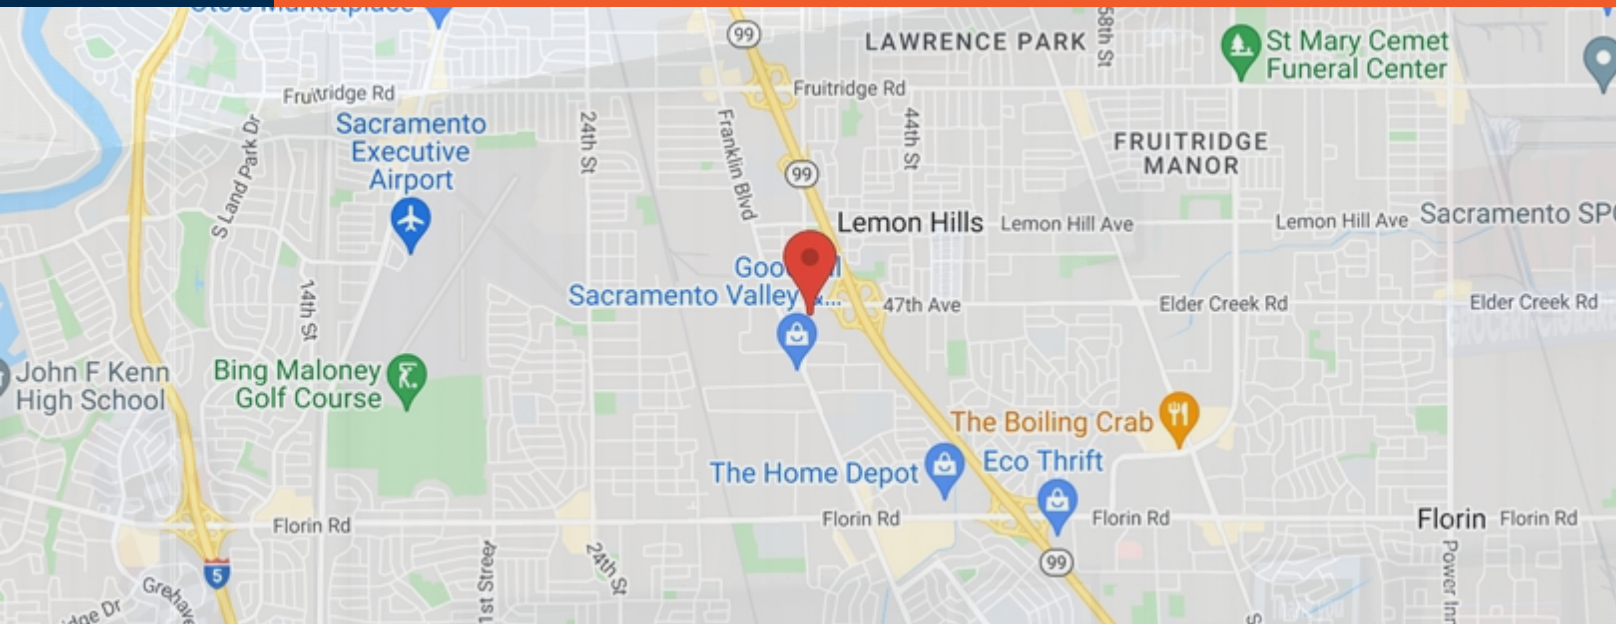 99
LAWRENCE PARK
58th St
St Mary Cemet
Funeral Center
Fruitridge Rd
Fruitridge Rd
Sacramento
Executive
Airport
S Land Park Dr
24th St
Franklin Blvd
44th St
FRUITRIDGE
MANOR
99
Lemon Hills
Lemon Hill Ave
Lemon Hill Ave
Sacramento
Sacramento Valley
47th Ave
Elder Creek Rd
Elder Creek Rd
14th St
John F Kenn
High School
Bing Maloney
Golf Course
The Boiling Crab
The Home Depot
Eco Thrift
Florin Rd
Florin Rd
Florin Rd
Florin
Florin Rd
99
5
24th St
Power Inn